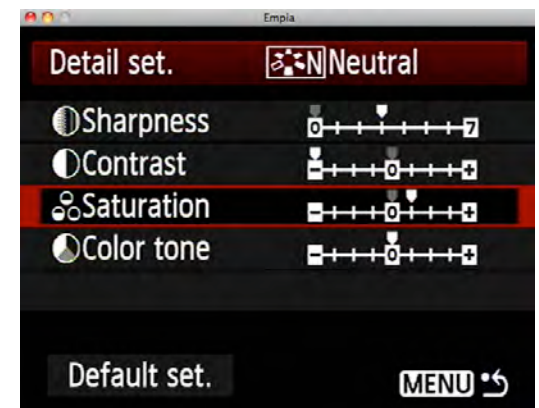 Empia
Detail set. N Neutral
Sharpness 0 7
Contrast - 0 +
Saturation - 0 +
Color tone - 0 +
Default set. MENU